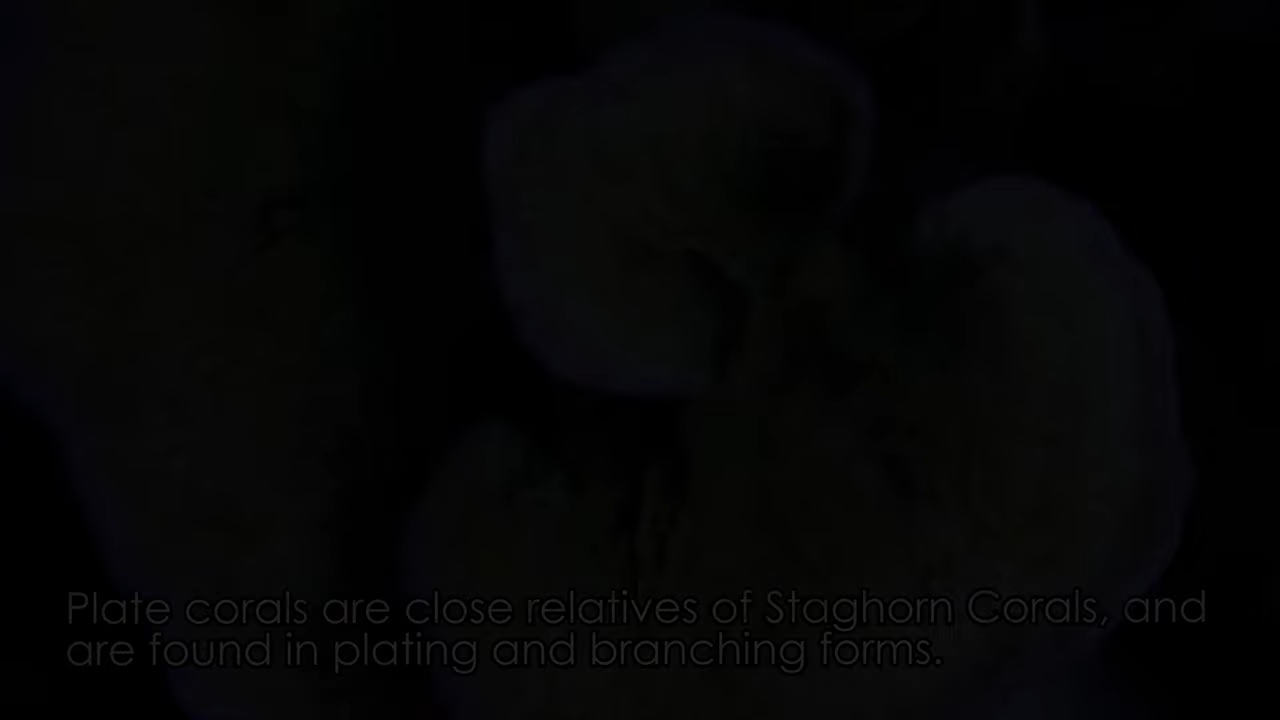 Plate corals are close relatives of Staghorn Corals, and
are found in plating and branching forms.